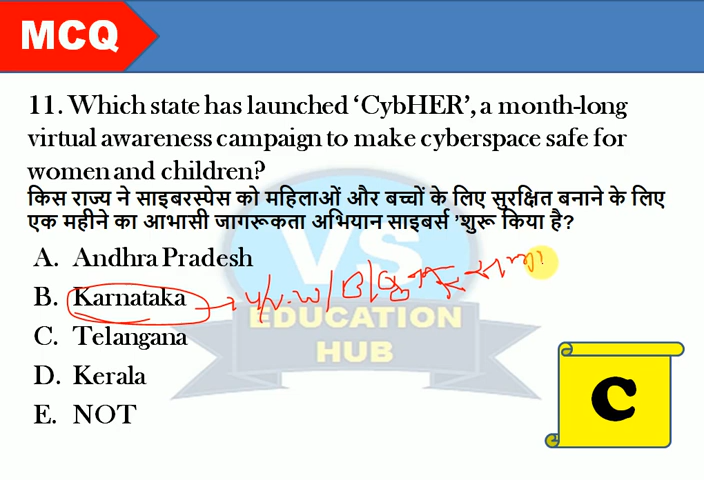 MCQ
11. Which state has launched ‘CybHER’, a month-long
virtual awareness campaign to make cyberspace safe for
women and children?
किस राज्य ने साइबरस्पेस को महिलाओं और बच्चों के लिए सुरक्षित बनाने के लिए
एक महीने का आभासी जागरूकता अभियान साइबर्स 'शुरू किया है?
A. Andhra Pradesh
B. Karnataka
C. Telangana
D. Kerala
E. NOT
VS
EDUCATION
HUB
C